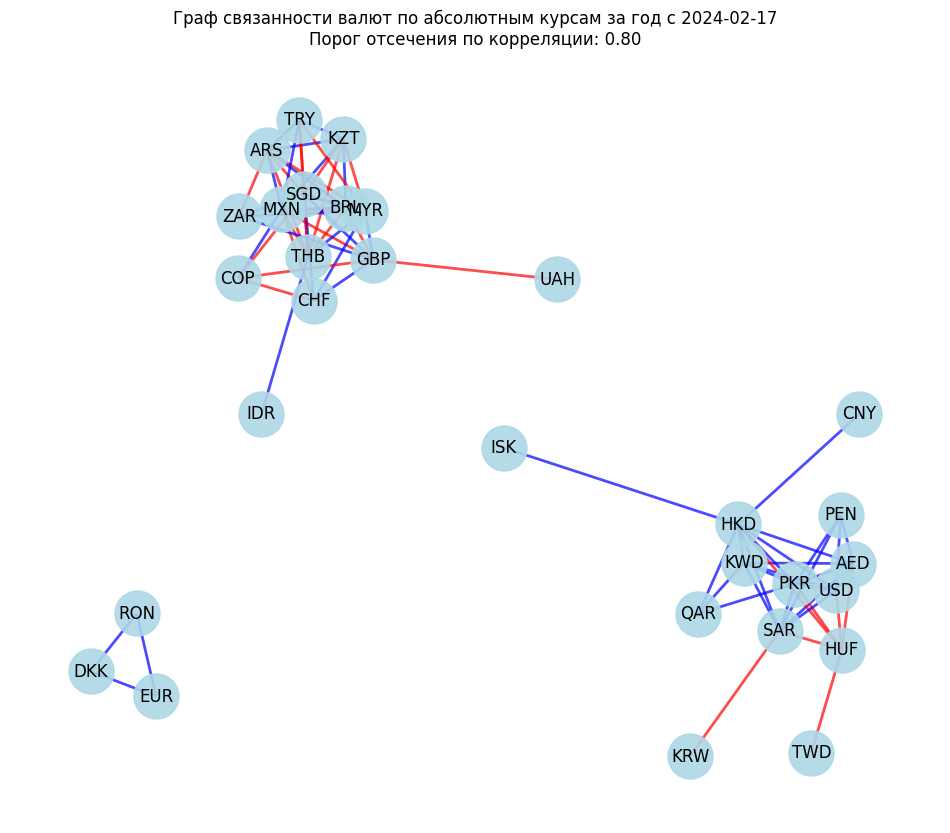 Граф связанности валют по абсолютным курсам за год с 2024-02-17
Порог отсечения по корреляции: 0.80
TRY
KZT
ARS
SGD
MXN
BRL
MYR
ZAR
THB
GBP
COP
UAH
CHF
IDR
CNY
ISK
PEN
HKD
KWD
AED
PKR
USD
RON
QAR
SAR
HUF
DKK
EUR
KRW
TWD